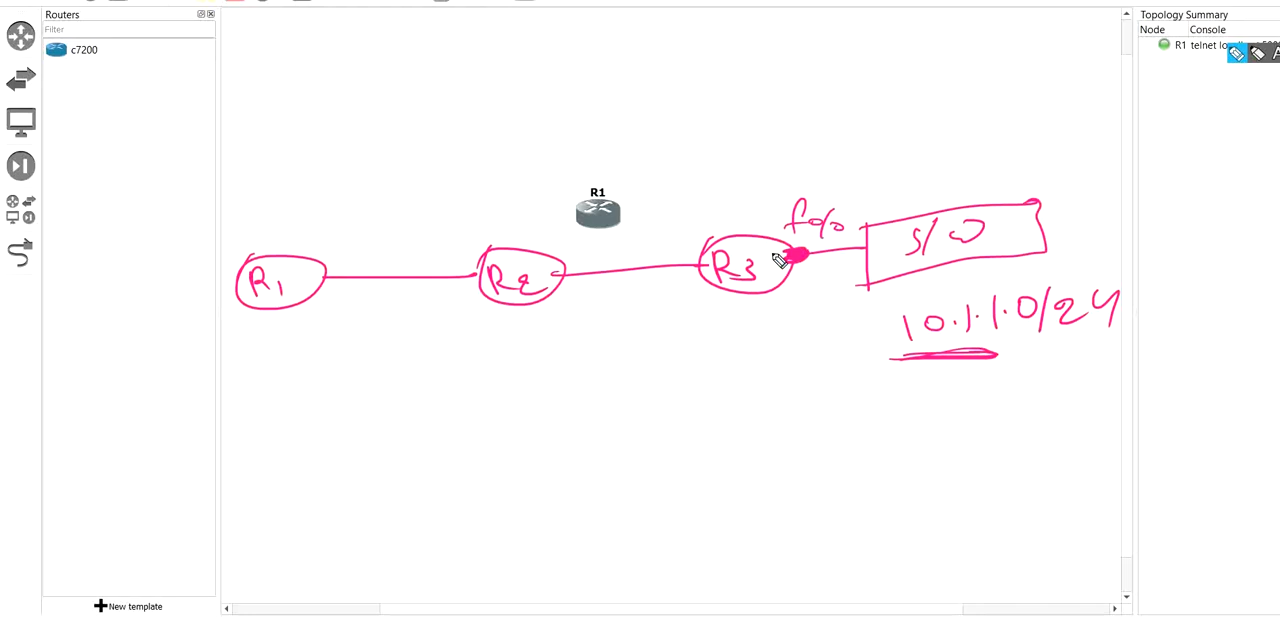 Routers
Filter
c7200
New template
Topology Summary
Node Console
R1 telnet
R1
f0/0
S/W
R1
R2
R3
10.1.1.0/24